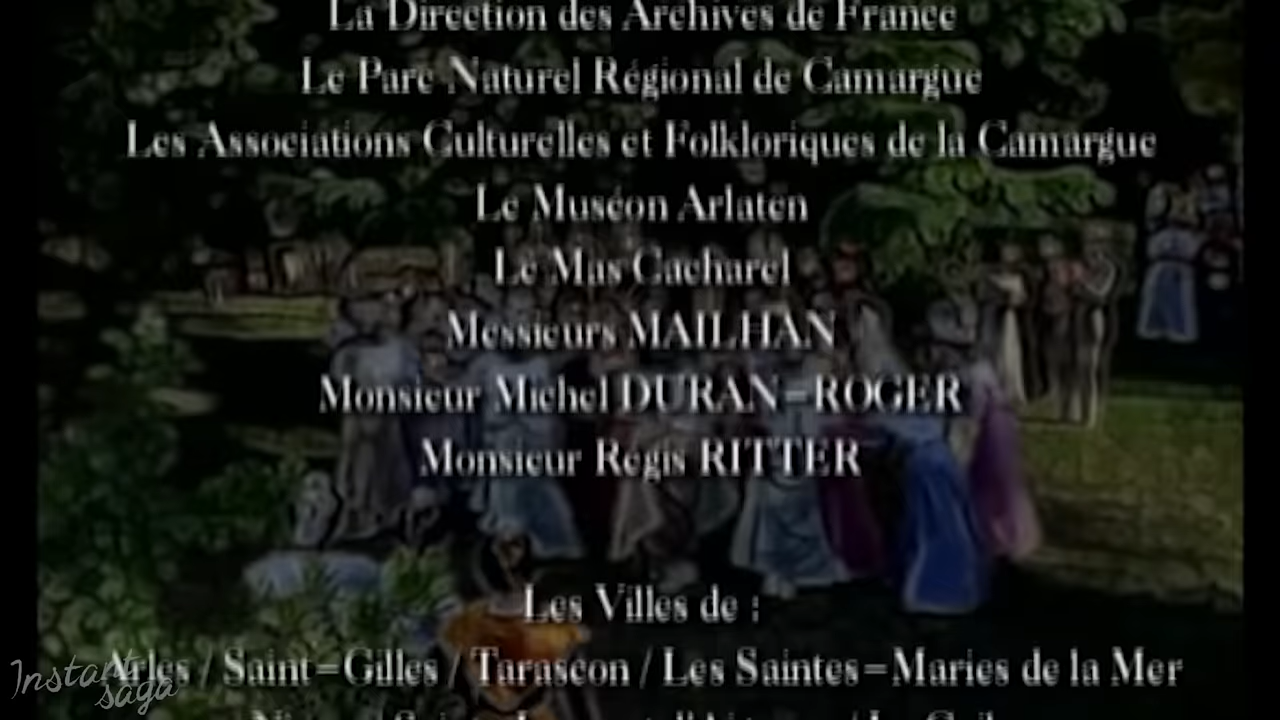 La Direction des Archives de France
Le Parc Naturel Régional de Camargue
Les Associations Culturelles et Folkloriques de la Camargue
Le Muséon Arlaten
Le Mas Cacharel
Messieurs MAILHAN
Monsieur Michel DURAN-ROGER
Monsieur Régis RITTER
Les Villes de :
Arles / Saint=Gilles / Tarascon / Les Saintes=Maries de la Mer
Instant saga